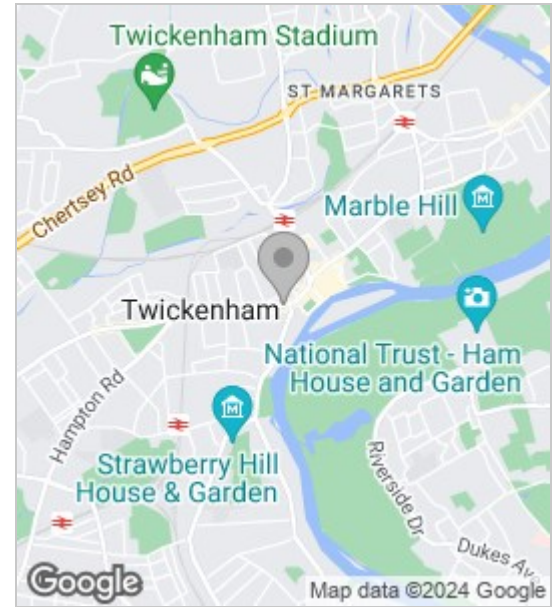 Twickenham Stadium
ST MARGARETS
Chertsey Rd
Marble Hill
Twickenham
National Trust - Ham
House and Garden
Hampton Rd
Strawberry Hill
House & Garden
Riverside Dr
Dukes Av
Google
Map data ©2024 Google